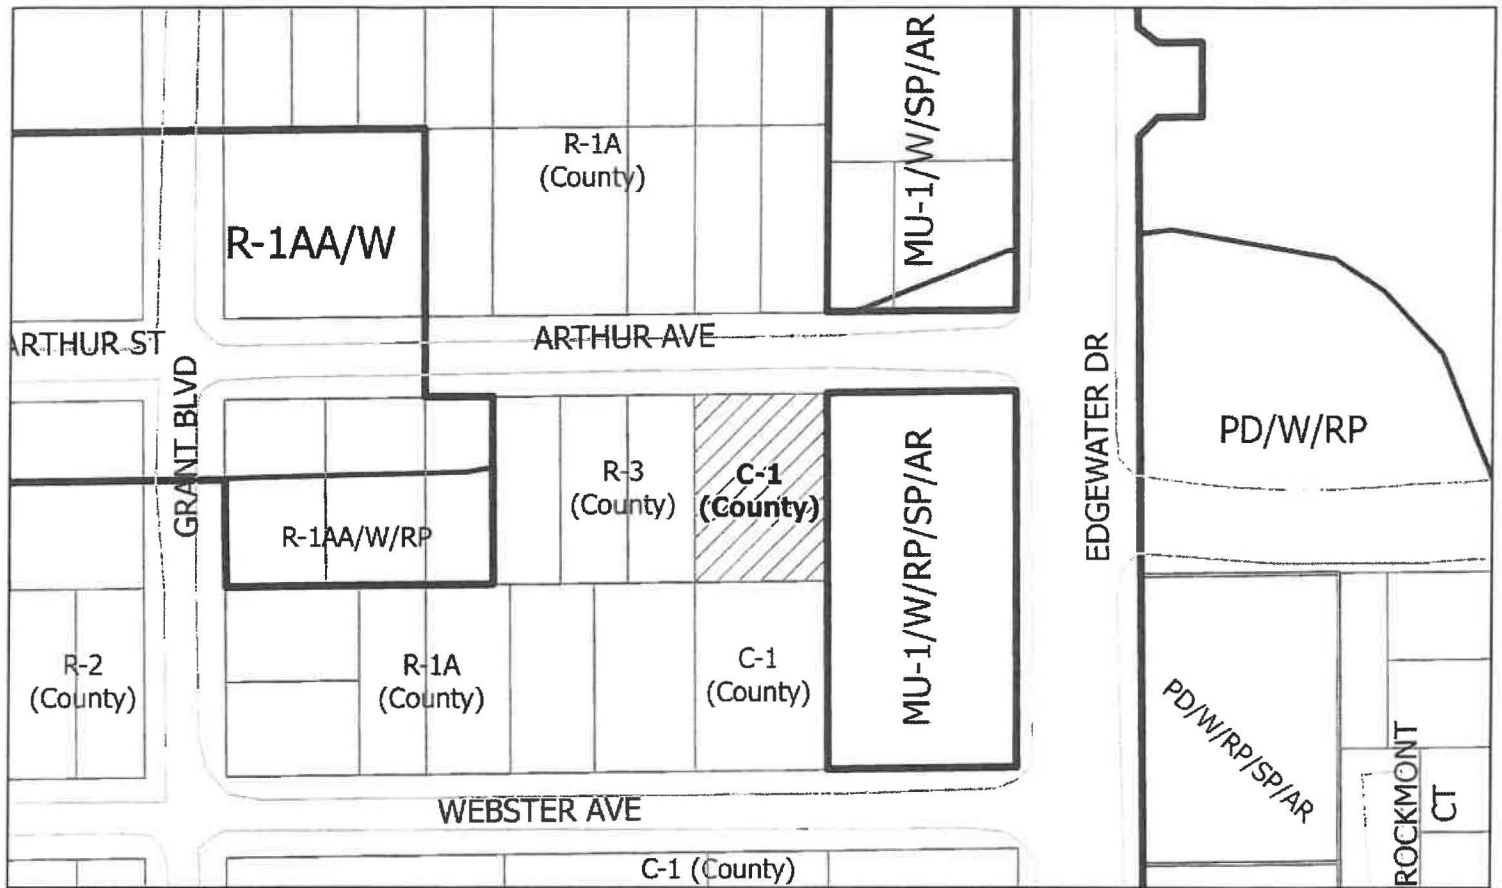 MU-1/W/SP/AR
R-1A
(County)
R-1AA/W
ARTHUR ST
ARTHUR AVE
GRANT BLVD
EDGEWATER DR
PD/W/RP
R-3
(County)
C-1
(County)
MU-1/W/RP/SP/AR
R-1AA/W/RP
R-2
(County)
R-1A
(County)
C-1
(County)
PD/W/RP/SP/AR
ROCKMONT
CT
WEBSTER AVE
C-1 (County)